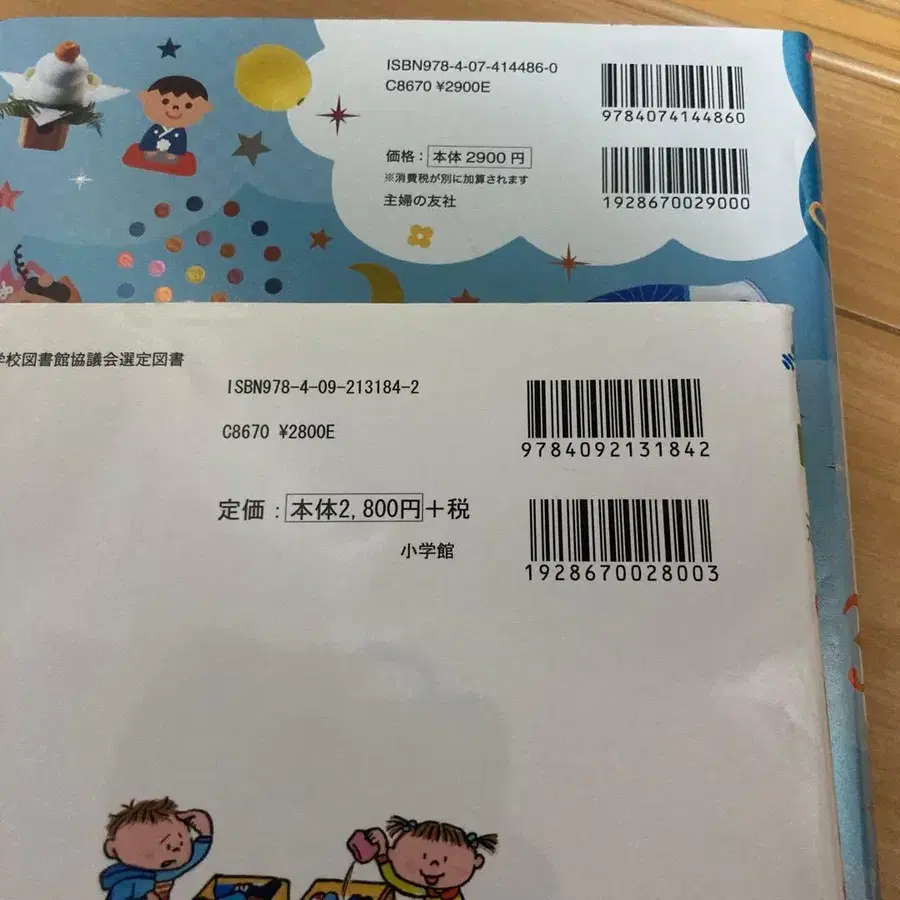 ISBN978-4-07-414486-0
C8670 ¥2900E
9784074144860
価格：本体 2900 円
※消費税が別に加算されます
主婦の友社
1928670029000
学校図書館協議会選定図書
ISBN978-4-09-213184-2
C8670 ¥2800E
9784092131842
定価：本体2,800円＋税
小学館
1928670028003